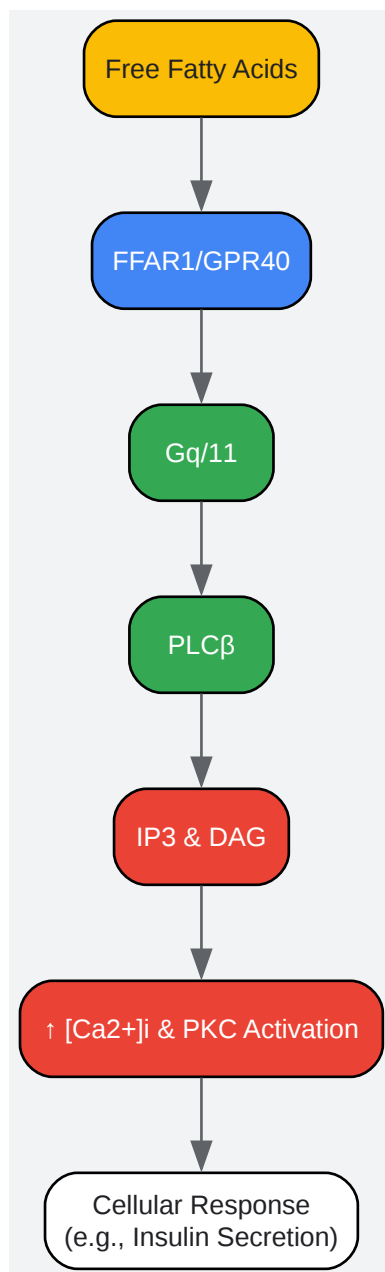 Free Fatty Acids
FFAR1/GPR40
Gq/11
PLCβ
IP3 & DAG
↑ [Ca2+]i & PKC Activation
Cellular Response
(e.g., Insulin Secretion)